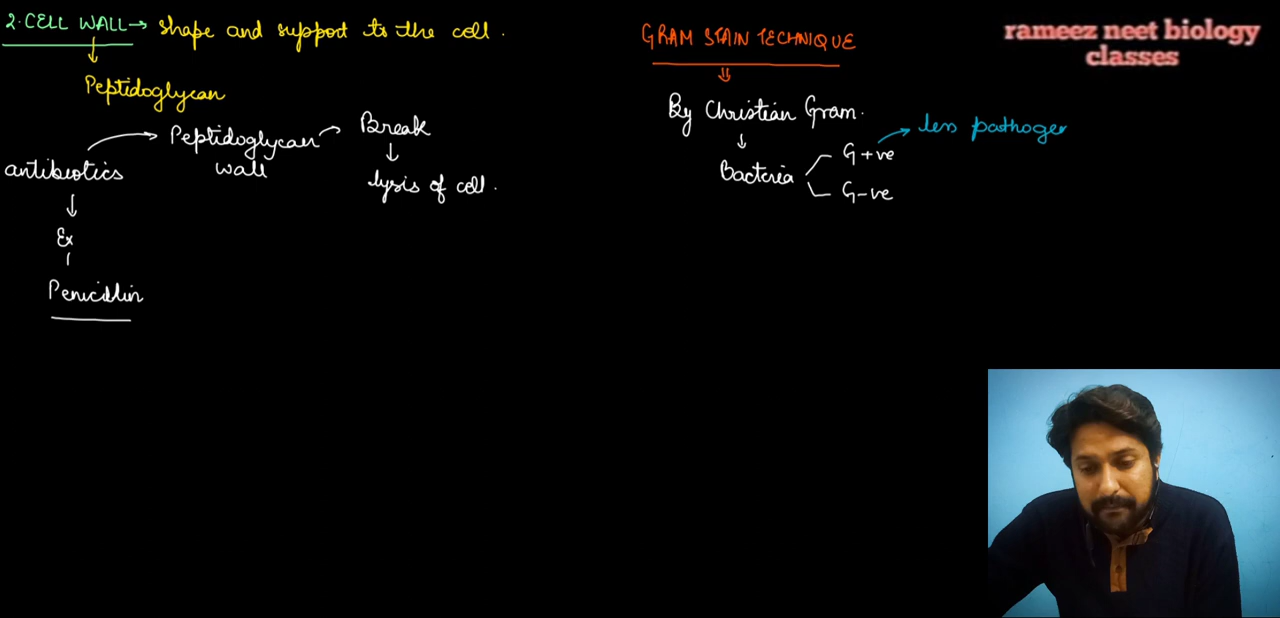 2. CELL WALL → shape and support to the cell.
Peptidoglycan
antibiotics → Peptidoglycan wall → Break
↓
lysis of cell.
↓
Ex
Penicillin
GRAM STAIN TECHNIQUE
⇓
By Christian Gram.
↓
Bacteria
G+ve → less pathogen
G-ve
rameez neet biology
classes